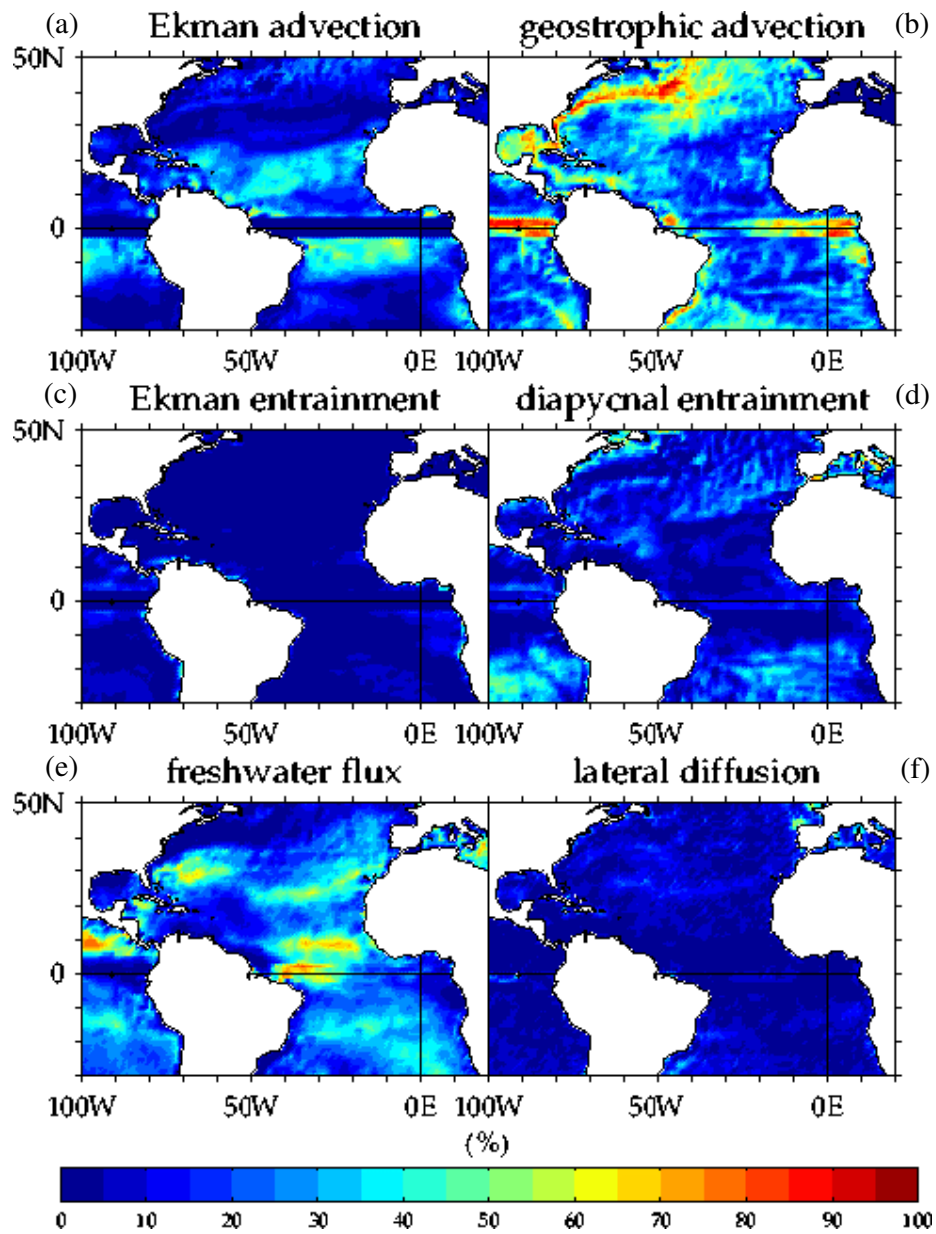 (a) Ekman advection geostrophic advection (b)
50N
0
100W 50W 0E 100W 50W 0E
(c) Ekman entrainment diapycnal entrainment (d)
50N
0
100W 50W 0E 100W 50W 0E
(e) freshwater flux lateral diffusion (f)
50N
0
100W 50W 0E 100W 50W 0E
(%)
0 10 20 30 40 50 60 70 80 90 100